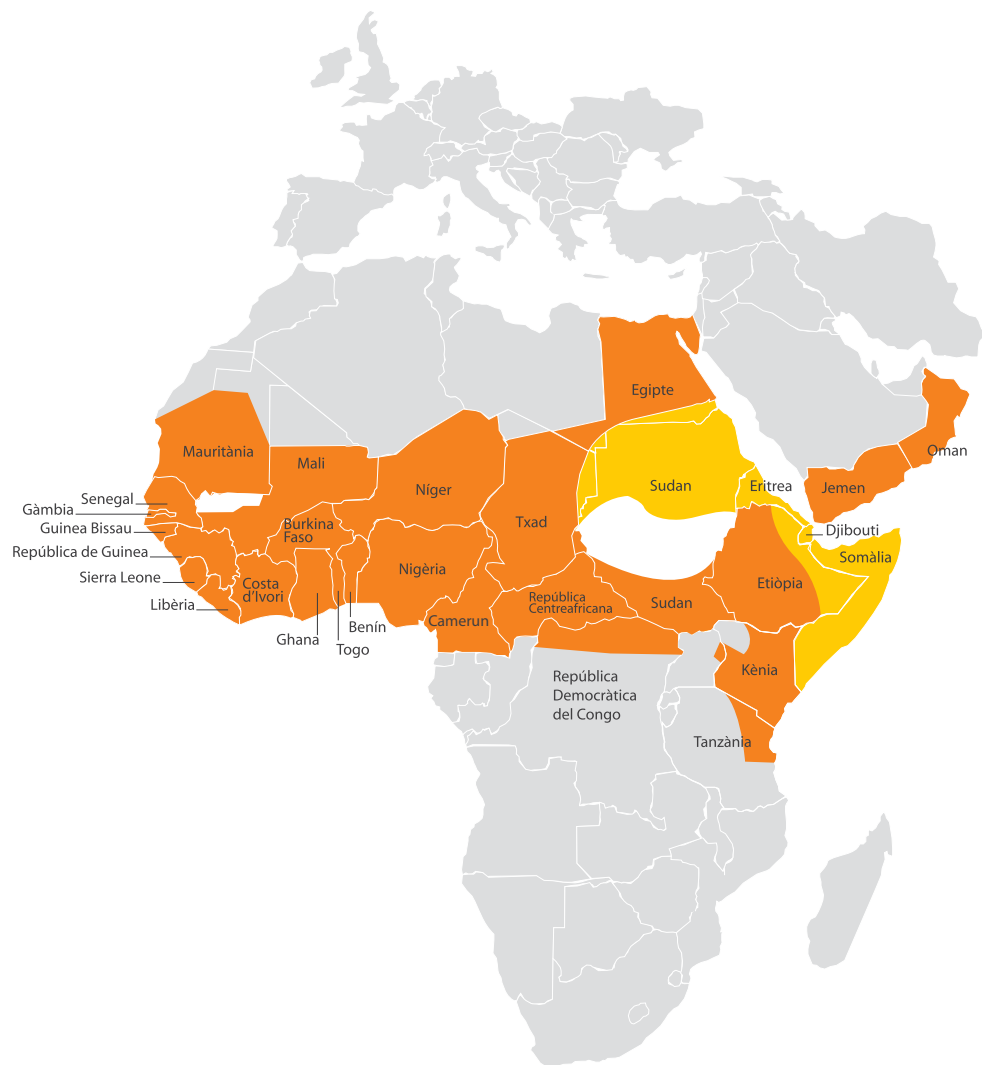 Egipte
Mauritània
Mali
Oman
Níger
Sudan
Eritrea
Jemen
Senegal
Gàmbia
Guinea Bissau
República de Guinea
Sierra Leone
Libèria
Burkina
Faso
Txad
Djibouti
Somàlia
Costa
d'Ivori
Nigèria
Etiòpia
República
Centreafricana
Sudan
Camerun
Ghana
Togo
Benín
Kènia
República
Democràtica
del Congo
Tanzània